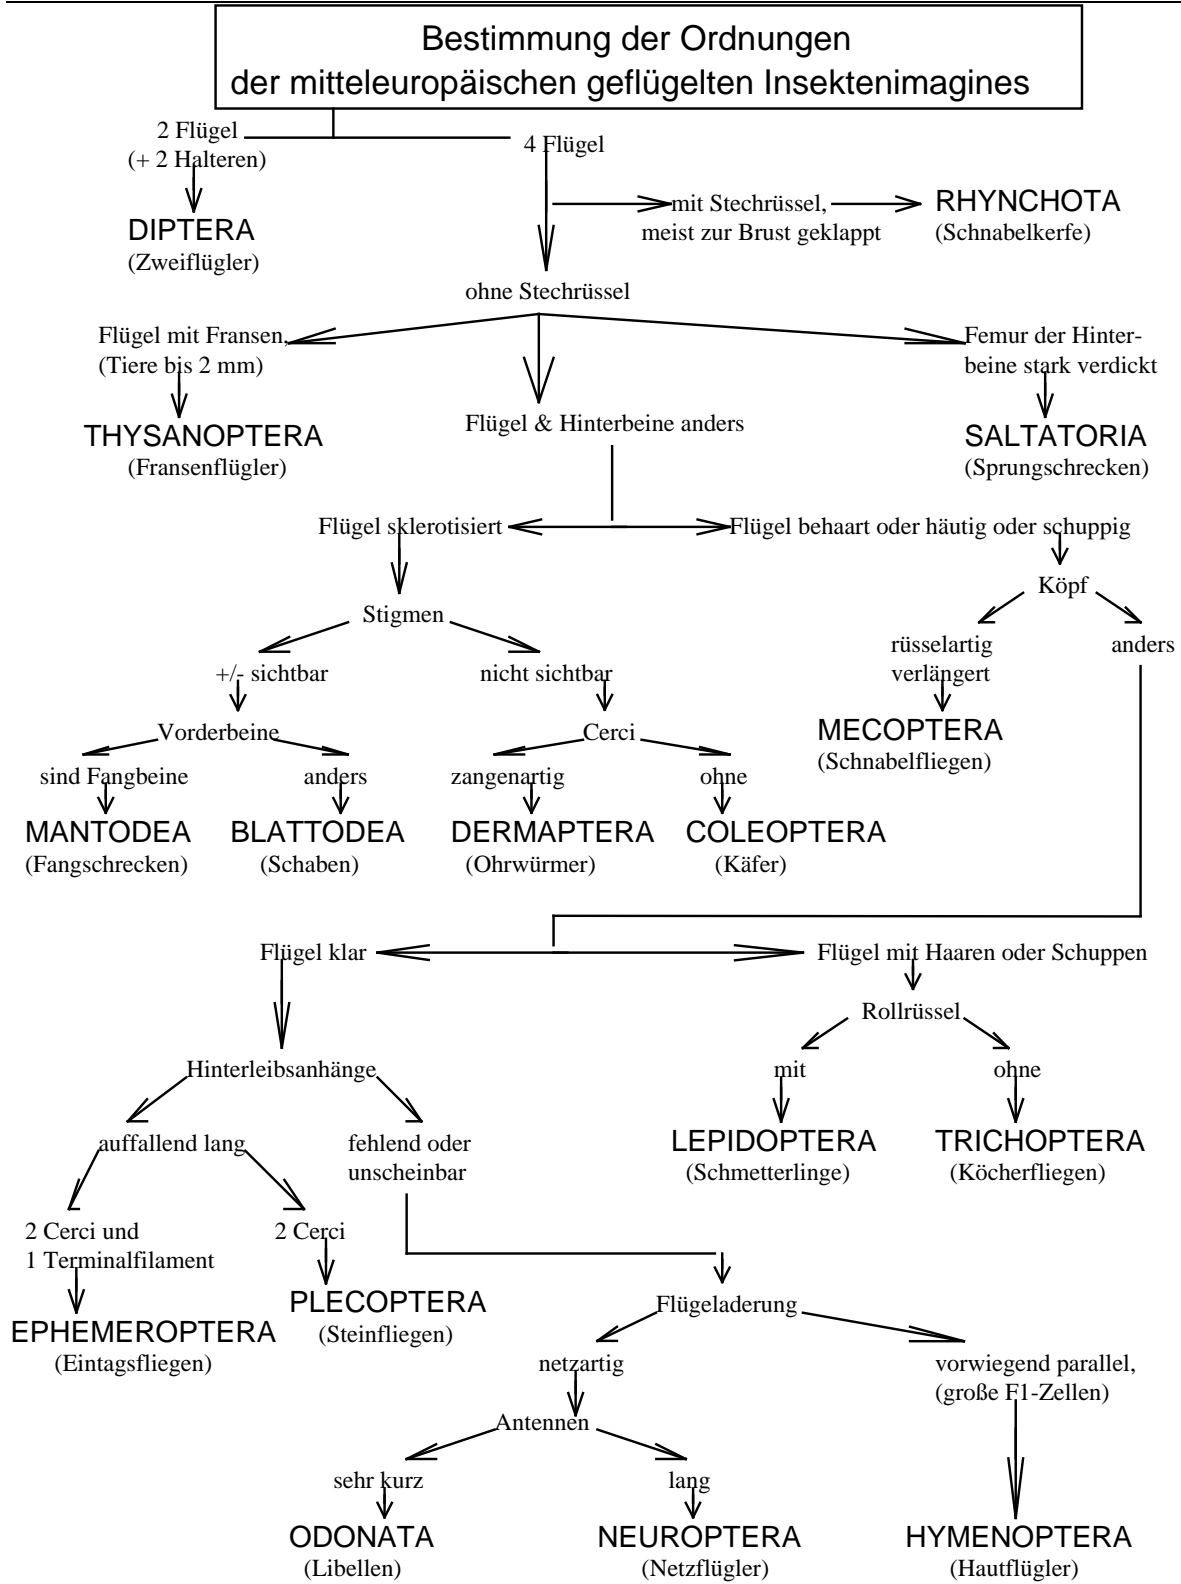 Bestimmung der Ordnungen
der mitteleuropäischen geflügelten Insektenimagines
2 Flügel
(+ 2 Halteren)
4 Flügel
DIPTERA
(Zweiflügler)
mit Stechrüssel,
meist zur Brust geklappt
RHYNCHOTA
(Schnabelkerfe)
ohne Stechrüssel
Flügel mit Fransen,
(Tiere bis 2 mm)
THYSANOPTERA
(Fransenflügler)
Flügel & Hinterbeine anders
Femur der Hinter-
beine stark verdickt
SALTATORIA
(Sprungschrecken)
Flügel sklerotisiert
Flügel behaart oder häutig oder schuppig
Stigmen
+/- sichtbar
nicht sichtbar
Vorderbeine
Cerci
sind Fangbeine
anders
zangenartig
ohne
MANTODEA
(Fangschrecken)
BLATTODEA
(Schaben)
DERMAPTERA
(Ohrwürmer)
COLEOPTERA
(Käfer)
Köpf
rüsselartig
verlängert
anders
MECOPTERA
(Schnabelfliegen)
Flügel klar
Flügel mit Haaren oder Schuppen
Rollrüssel
mit
ohne
LEPIDOPTERA
(Schmetterlinge)
TRICHOPTERA
(Köcherfliegen)
Hinterleibsanhänge
auffallend lang
fehlend oder
unscheinbar
2 Cerci und
1 Terminalfilament
2 Cerci
EPHEMEROPTERA
(Eintagsfliegen)
PLECOPTERA
(Steinfliegen)
Flügeladerung
netzartig
vorwiegend parallel,
(große F1-Zellen)
Antennen
sehr kurz
lang
ODONATA
(Libellen)
NEUROPTERA
(Netzflügler)
HYMENOPTERA
(Hautflügler)